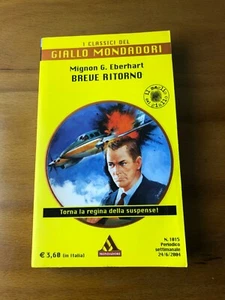 I CLASSICI DEL
GIALLO MONDADORI
Mignon G. Eberhart
BREVE RITORNO
Torna la regina della suspense!
€ 3,60 (in Italia)
MONDADORI
N. 1015
Periodico
settimanale
29/6/2004